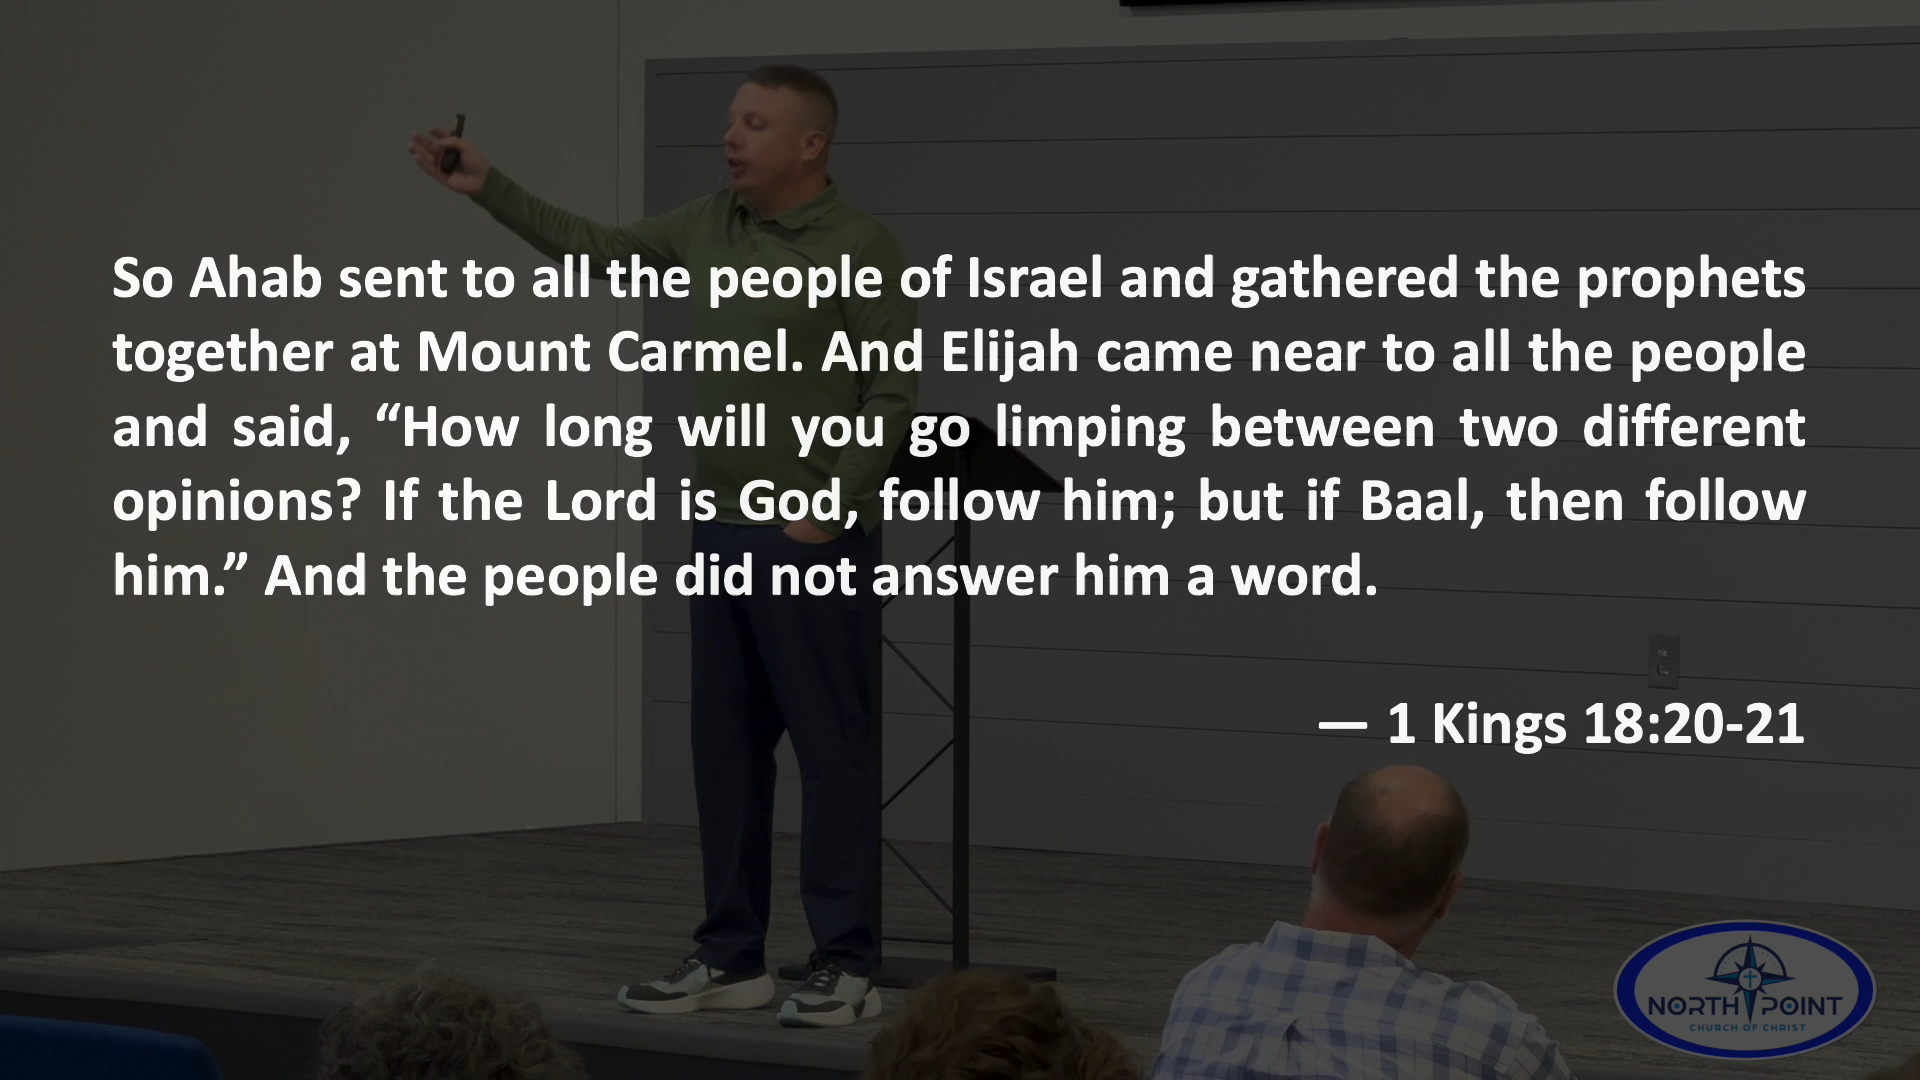 So Ahab sent to all the people of Israel and gathered the prophets
together at Mount Carmel. And Elijah came near to all the people
and said, “How long will you go limping between two different
opinions? If the Lord is God, follow him; but if Baal, then follow
him.” And the people did not answer him a word.
— 1 Kings 18:20-21
NORTH POINT
CHURCH OF CHRIST